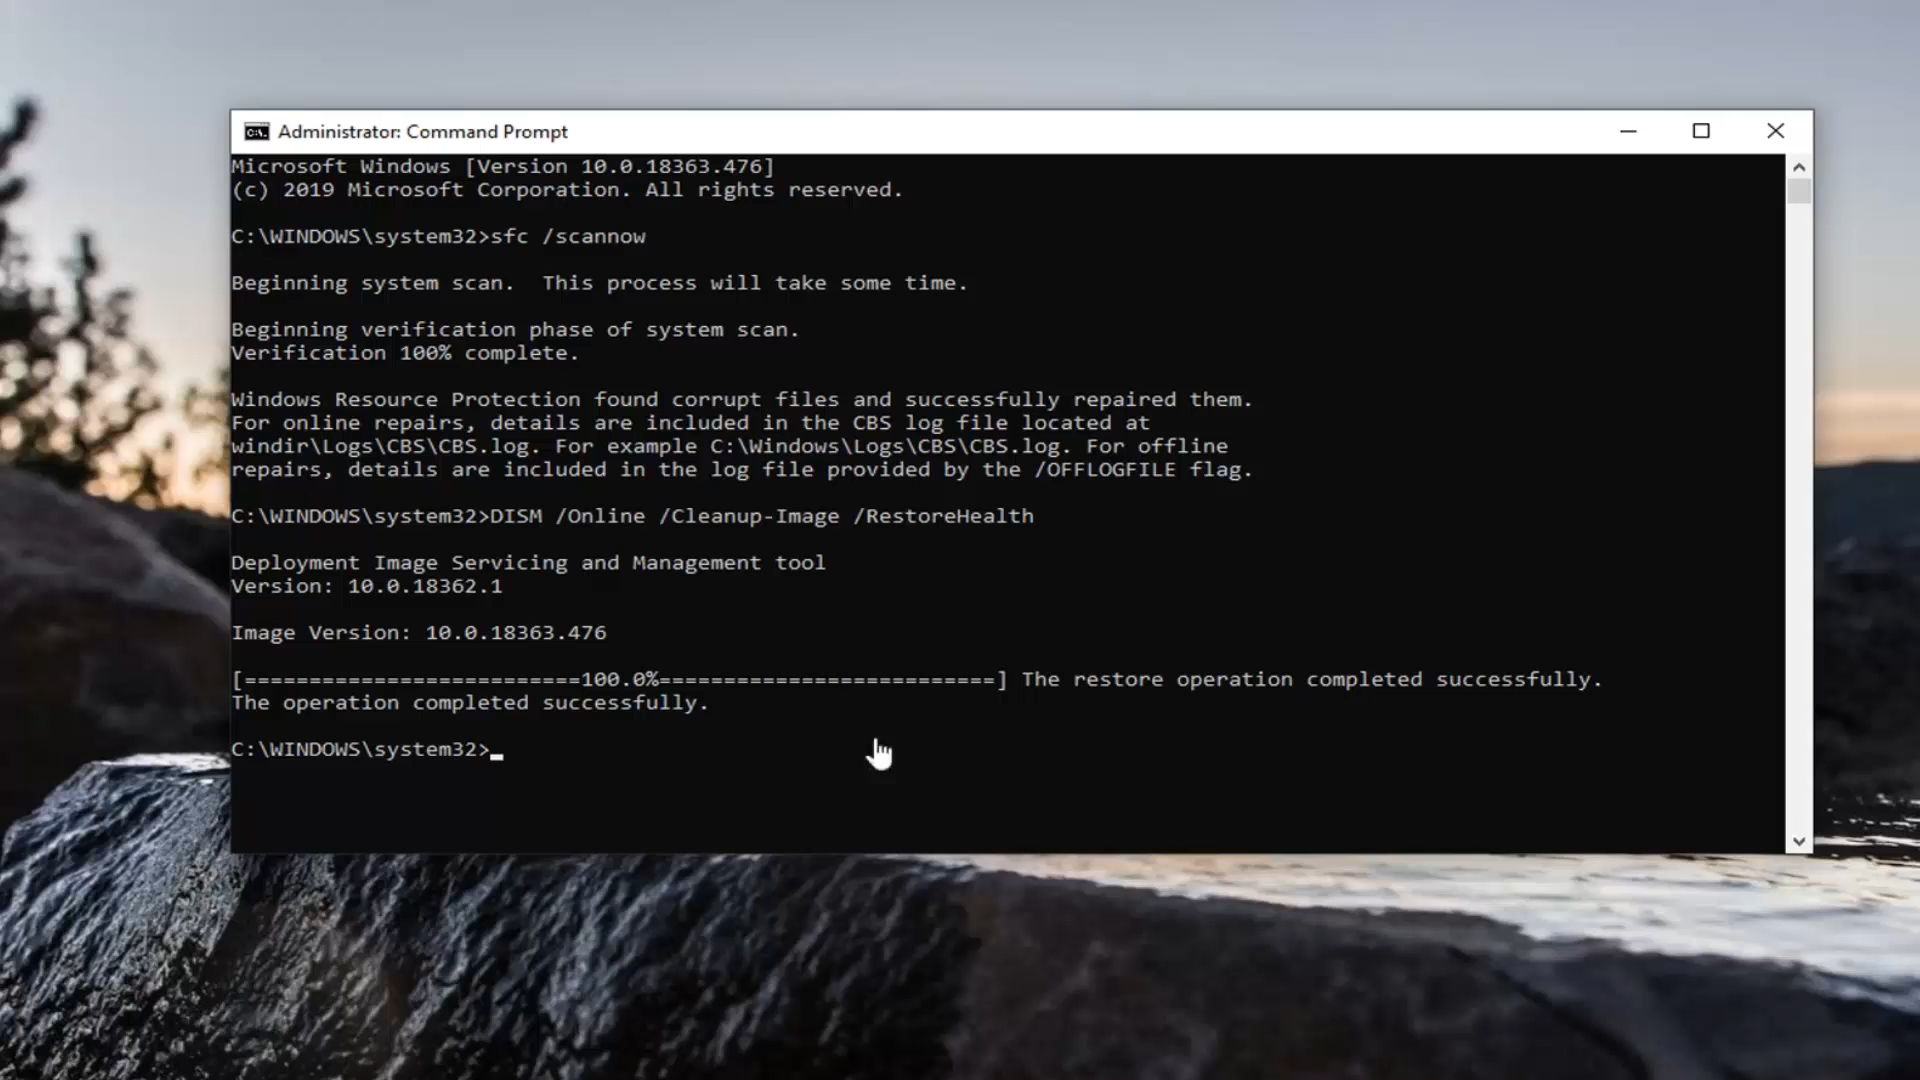 Administrator: Command Prompt
Microsoft Windows [Version 10.0.18363.476]
(c) 2019 Microsoft Corporation. All rights reserved.
C:\WINDOWS\system32>sfc /scannow
Beginning system scan.  This process will take some time.
Beginning verification phase of system scan.
Verification 100% complete.
Windows Resource Protection found corrupt files and successfully repaired them.
For online repairs, details are included in the CBS log file located at
windir\Logs\CBS\CBS.log. For example C:\Windows\Logs\CBS\CBS.log. For offline
repairs, details are included in the log file provided by the /OFFLOGFILE flag.
C:\WINDOWS\system32>DISM /Online /Cleanup-Image /RestoreHealth
Deployment Image Servicing and Management tool
Version: 10.0.18362.1
Image Version: 10.0.18363.476
[==========================100.0%==========================] The restore operation completed successfully.
The operation completed successfully.
C:\WINDOWS\system32>